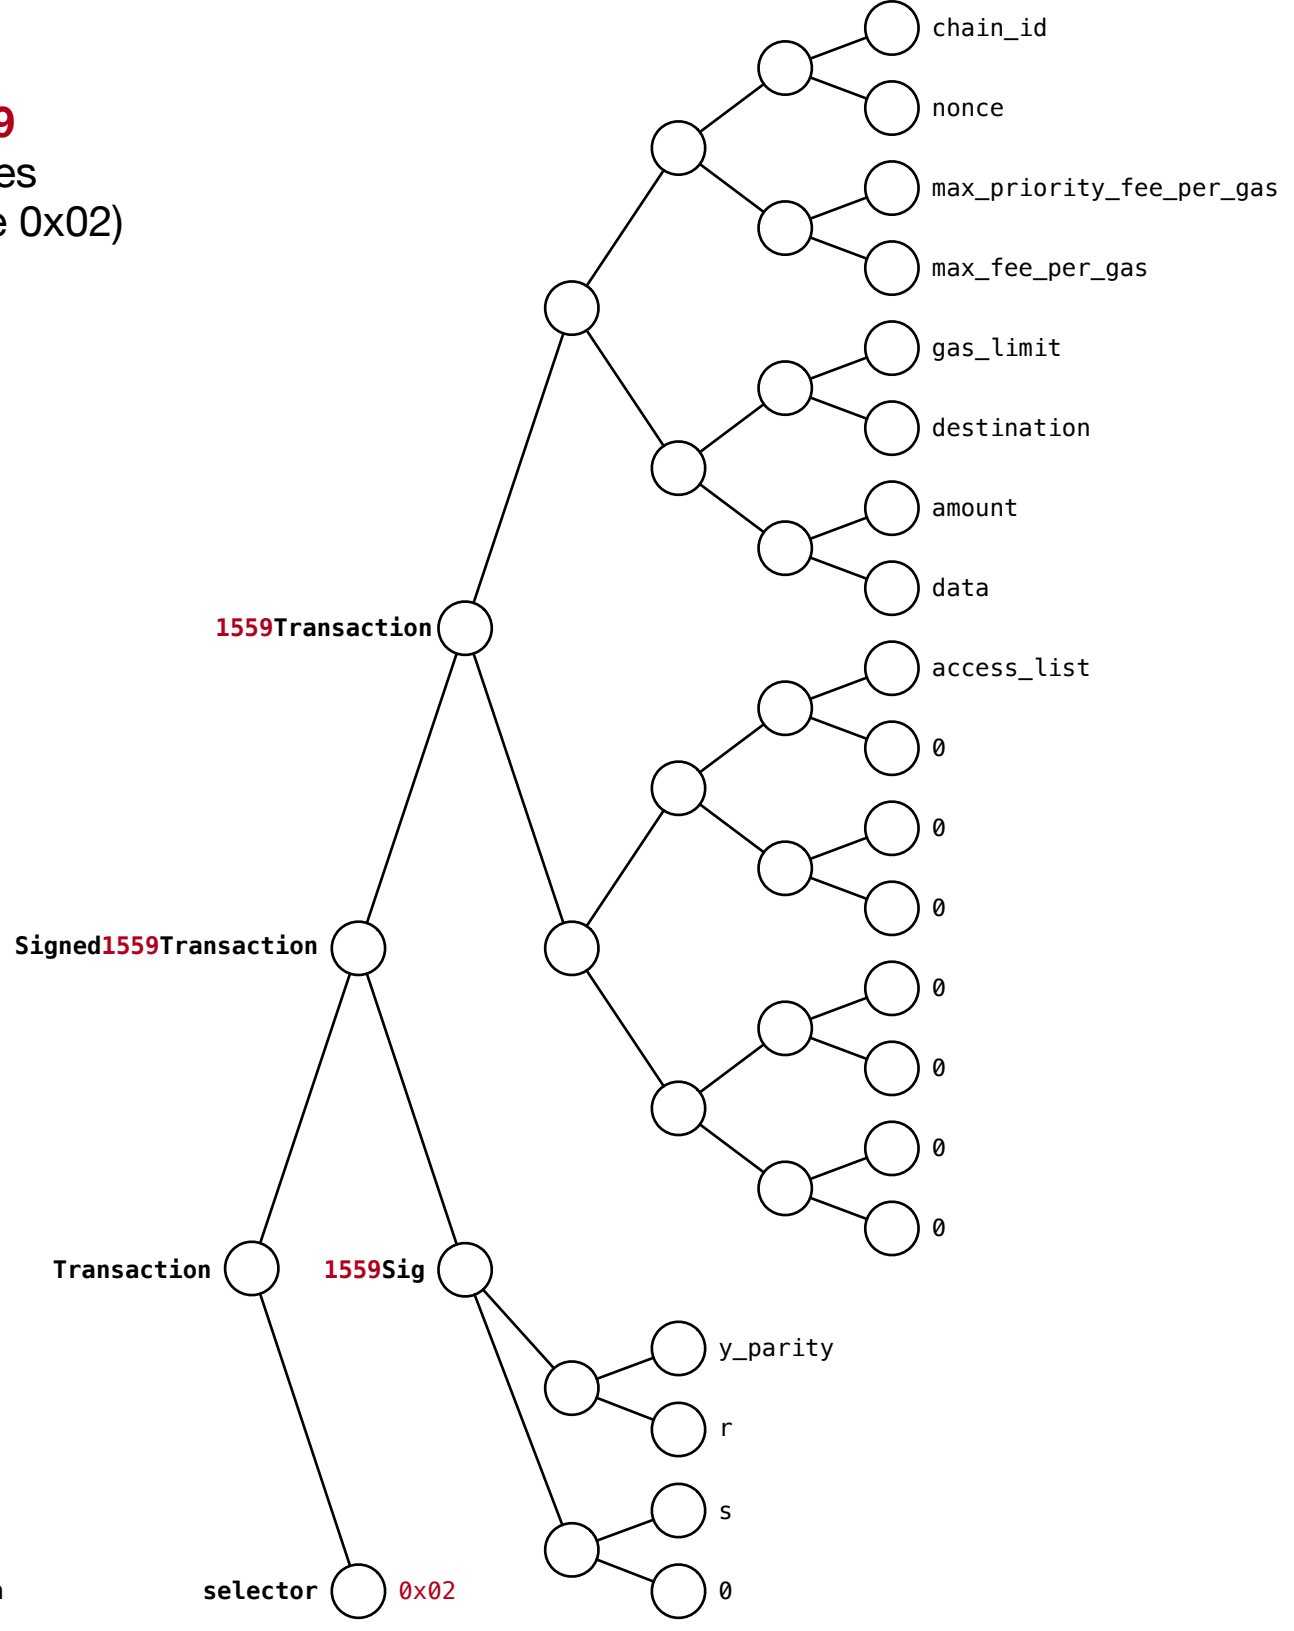 chain_id
nonce
9
es
max_priority_fee_per_gas
e 0x02)
max_fee_per_gas
gas_limit
destination
amount
data
1559Transaction
access_list
0
0
0
Signed1559Transaction
0
0
0
0
Transaction
1559Sig
y_parity
r
s
selector
0x02
0